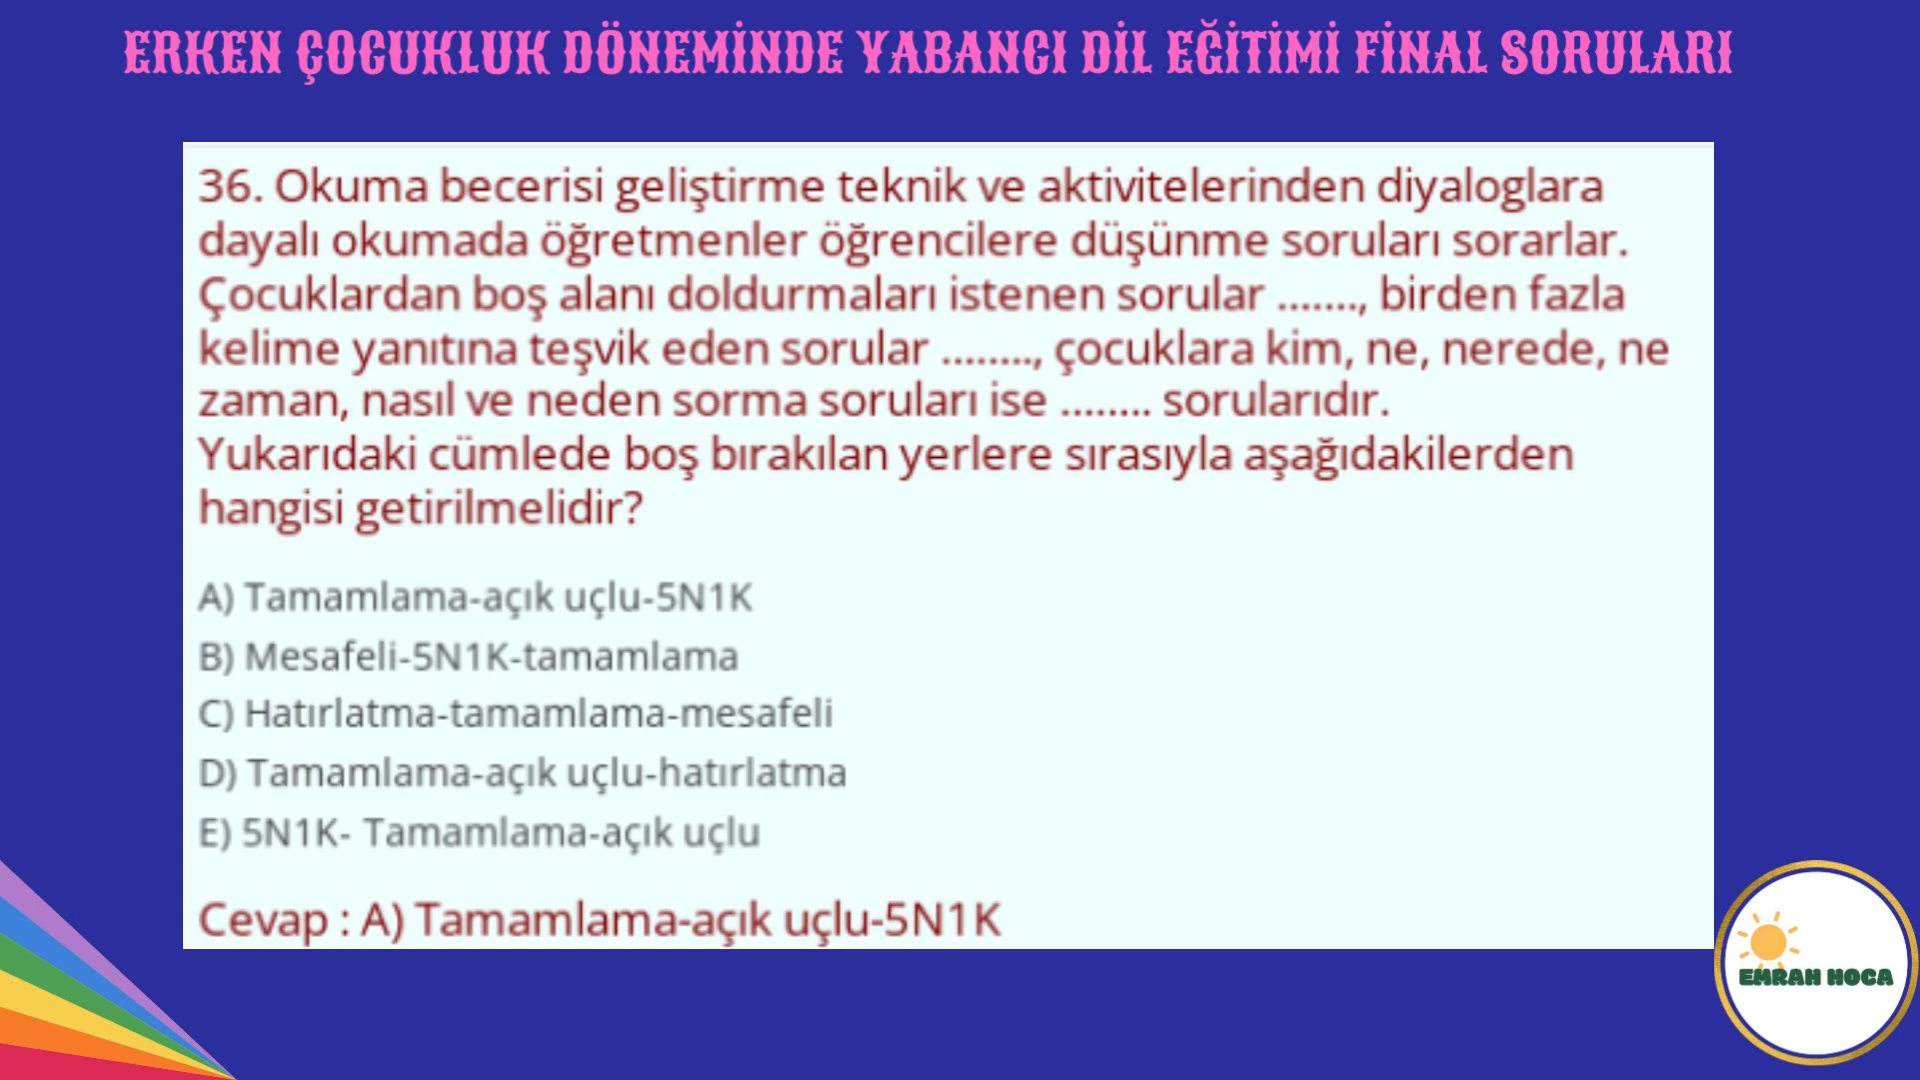 ERKEN ÇOCUKLUK DÖNEMİNDE YABANCI DİL EĞİTİMİ FİNAL SORULARI
36. Okuma becerisi geliştirme teknik ve aktivitelerinden diyaloglara
dayalı okumada öğretmenler öğrencilere düşünme soruları sorarlar.
Çocuklardan boş alanı doldurmaları istenen sorular ......., birden fazla
kelime yanıtına teşvik eden sorular ........, çocuklara kim, ne, nerede, ne
zaman, nasıl ve neden sorma soruları ise ........ sorularıdır.
Yukarıdaki cümlede boş bırakılan yerlere sırasıyla aşağıdakilerden
hangisi getirilmelidir?
A) Tamamlama-açık uçlu-5N1K
B) Mesafeli-5N1K-tamamlama
C) Hatırlatma-tamamlama-mesafeli
D) Tamamlama-açık uçlu-hatırlatma
E) 5N1K- Tamamlama-açık uçlu
Cevap : A) Tamamlama-açık uçlu-5N1K
EMRAH HOCA